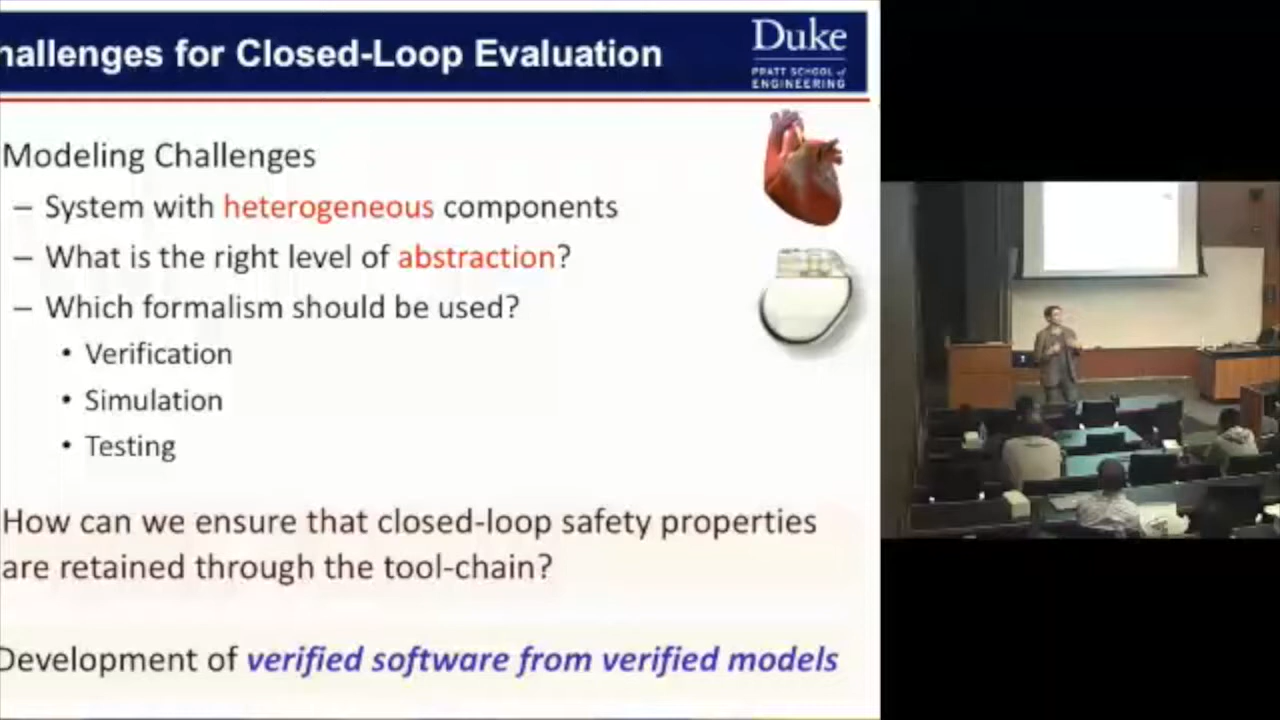 hallenges for Closed-Loop Evaluation
Duke
PRATT SCHOOL of
ENGINEERING
Modeling Challenges
– System with heterogeneous components
– What is the right level of abstraction?
– Which formalism should be used?
• Verification
• Simulation
• Testing
How can we ensure that closed-loop safety properties
are retained through the tool-chain?
Development of verified software from verified models